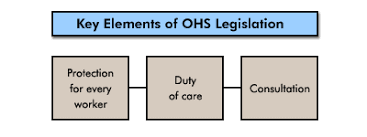 Key Elements of OHS Legislation
Protection
for every
worker
Duty
of care
Consultation